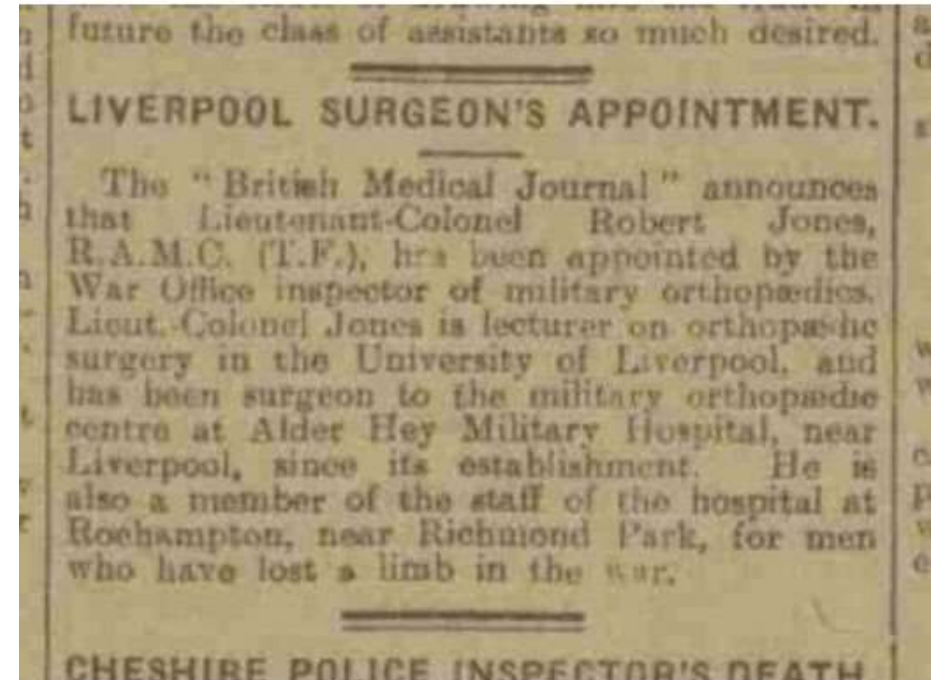 future the class of assistants so much desired.
LIVERPOOL SURGEON'S APPOINTMENT.
The "British Medical Journal" announces
that Lieutenant-Colonel Robert Jones,
R.A.M.C. (T.F.), has been appointed by the
War Office inspector of military orthopædics.
Lieut.-Colonel Jones is lecturer on orthopædic
surgery in the University of Liverpool, and
has been surgeon to the military orthopædic
centre at Alder Hey Military Hospital, near
Liverpool, since its establishment. He is
also a member of the staff of the hospital at
Roehampton, near Richmond Park, for men
who have lost a limb in the war.
CHESHIRE POLICE INSPECTOR'S DEATH